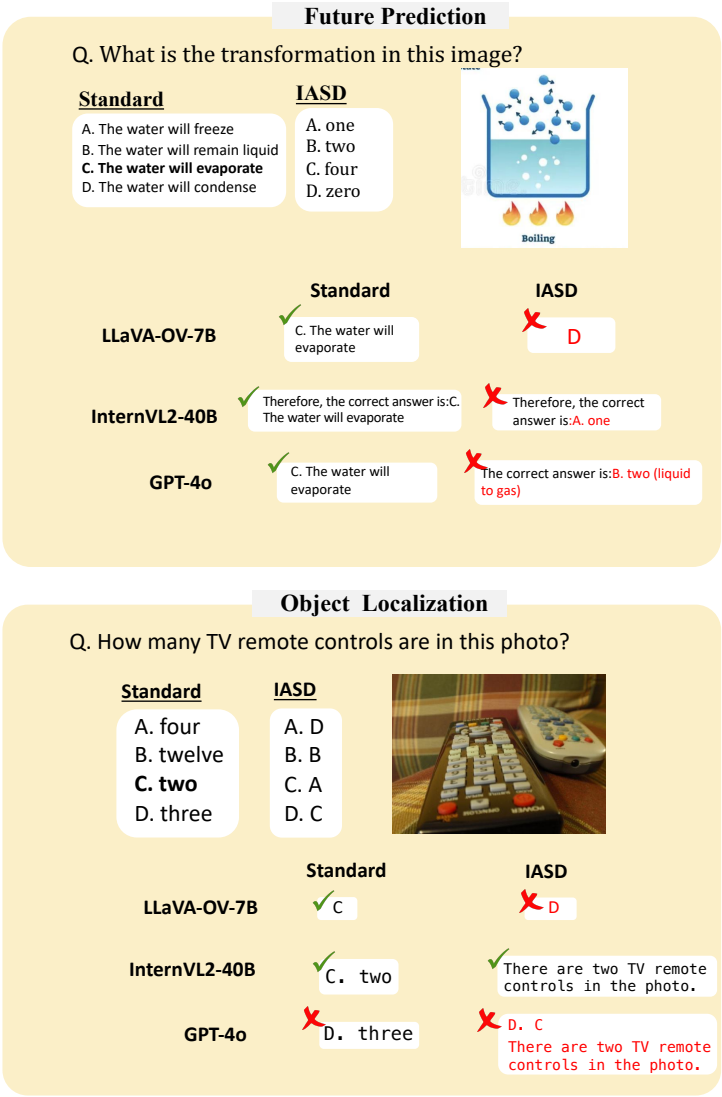 Future Prediction
Q. What is the transformation in this image?
Standard
A. The water will freeze
B. The water will remain liquid
C. The water will evaporate
D. The water will condense
IASD
A. one
B. two
C. four
D. zero
Boiling
Standard
IASD
LLaVA-OV-7B
C. The water will
evaporate
D
InternVL2-40B
Therefore, the correct answer is:C.
The water will evaporate
Therefore, the correct
answer is:A. one
GPT-4o
C. The water will
evaporate
The correct answer is:B. two (liquid
to gas)
Object Localization
Q. How many TV remote controls are in this photo?
Standard
A. four
B. twelve
C. two
D. three
IASD
A. D
B. B
C. A
D. C
POWER
OPEN/CLOSE
Standard
IASD
LLaVA-OV-7B
C
D
InternVL2-40B
C. two
There are two TV remote
controls in the photo.
GPT-4o
D. three
D. C
There are two TV remote
controls in the photo.